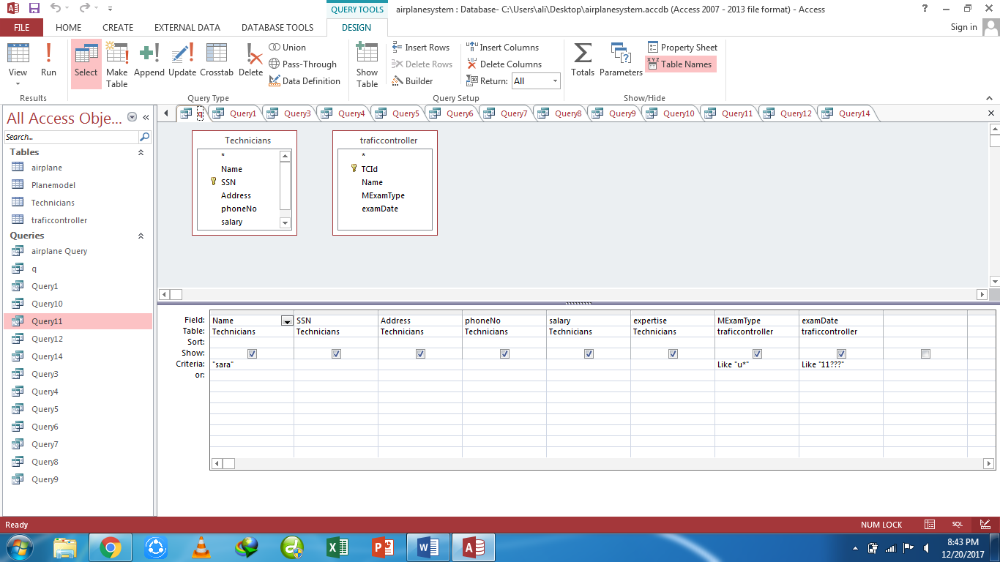 QUERY TOOLS
airplanesystem : Database- C:\Users\ali\Desktop\airplanesystem.accdb (Access 2007 - 2013 file format) - Access
FILE HOME CREATE EXTERNAL DATA DATABASE TOOLS DESIGN Sign in
View Run Select Make Table Append Update Crosstab Delete
Union
Pass-Through
Data Definition
Show Table
Insert Rows
Delete Rows
Builder
Insert Columns
Delete Columns
Return: All
Totals Parameters
Property Sheet
Table Names
Results Query Type Query Setup Show/Hide
All Access Obje...
Search...
Tables
airplane
Planemodel
Technicians
traficcontroller
Queries
airplane Query
q
Query1
Query10
Query11
Query12
Query14
Query3
Query4
Query5
Query6
Query7
Query8
Query9
q Query1 Query3 Query4 Query5 Query6 Query7 Query8 Query9 Query10 Query11 Query12 Query14
Technicians
*
Name
SSN
Address
phoneNo
salary
traficcontroller
*
TCId
Name
MExamType
examDate
Field: Name SSN Address phoneNo salary expertise MExamType examDate
Table: Technicians Technicians Technicians Technicians Technicians Technicians traficcontroller traficcontroller
Sort:
Show:
Criteria: "sara" Like "u*" Like "11???"
or:
Ready NUM LOCK SQL
8:43 PM
12/20/2017